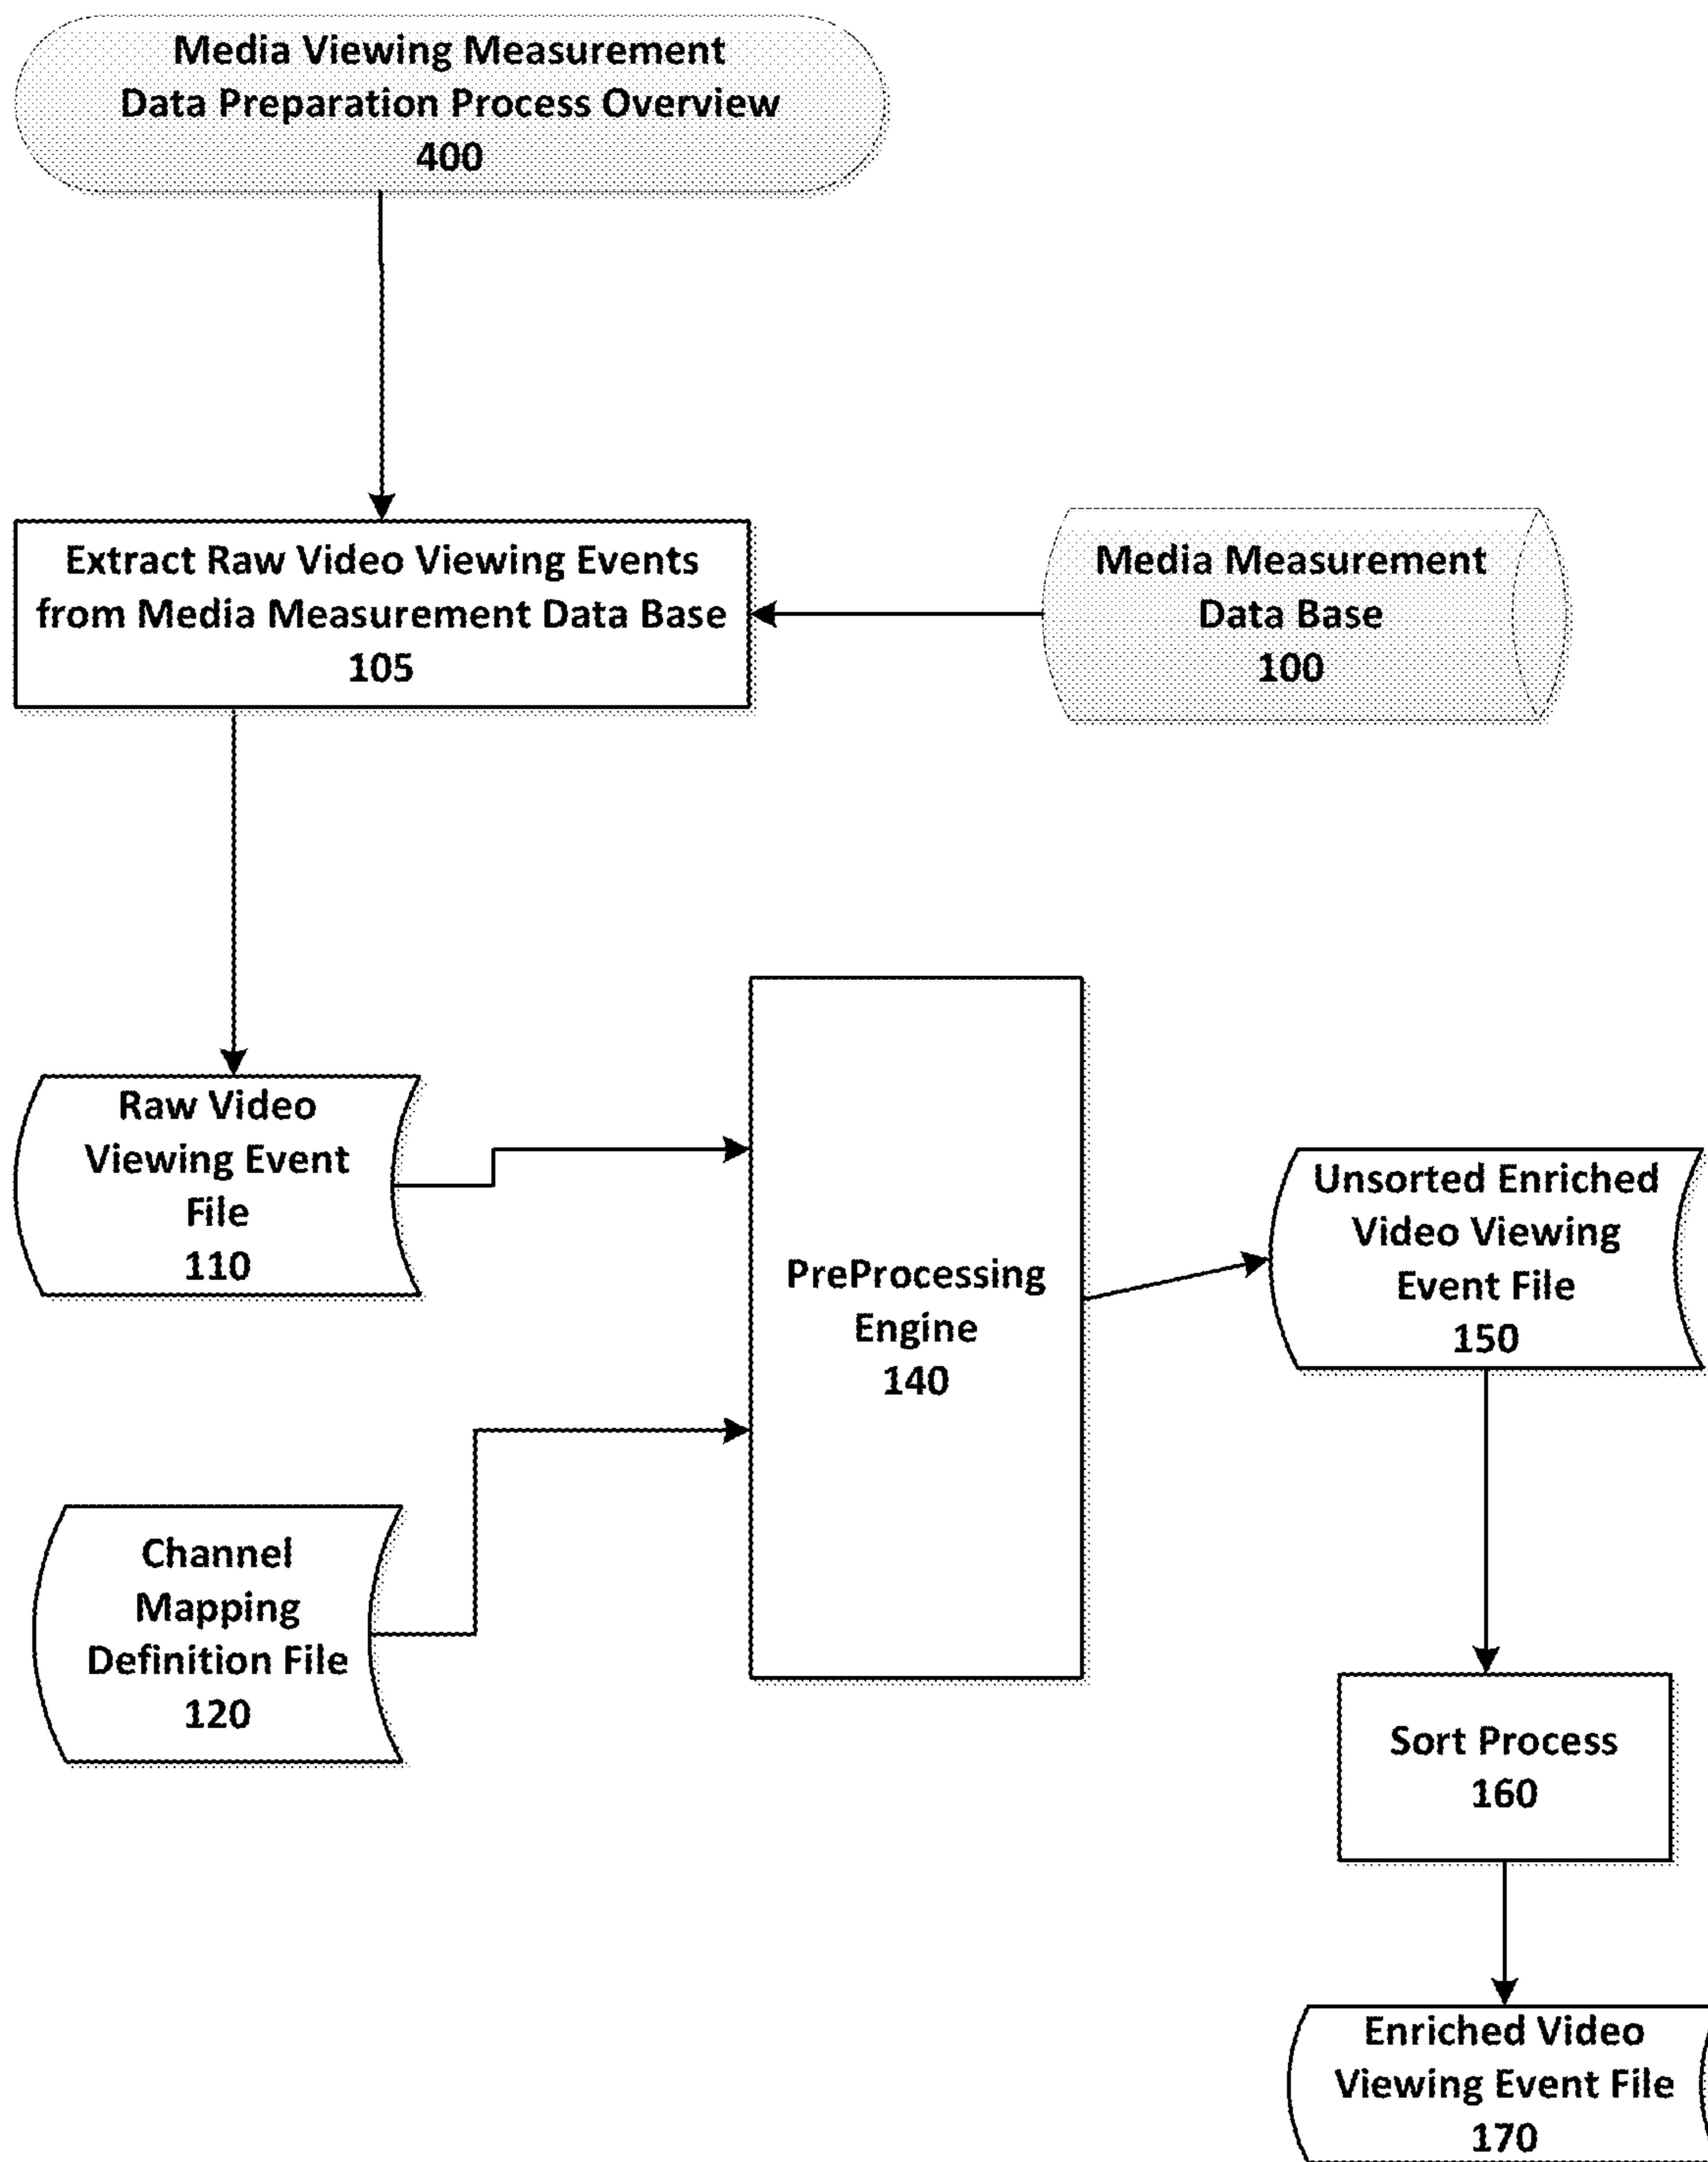 Media Viewing Measurement
Data Preparation Process Overview
400
Extract Raw Video Viewing Events
from Media Measurement Data Base
105
Media Measurement
Data Base
100
Raw Video
Viewing Event
File
110
PreProcessing
Engine
140
Unsorted Enriched
Video Viewing
Event File
150
Channel
Mapping
Definition File
120
Sort Process
160
Enriched Video
Viewing Event File
170